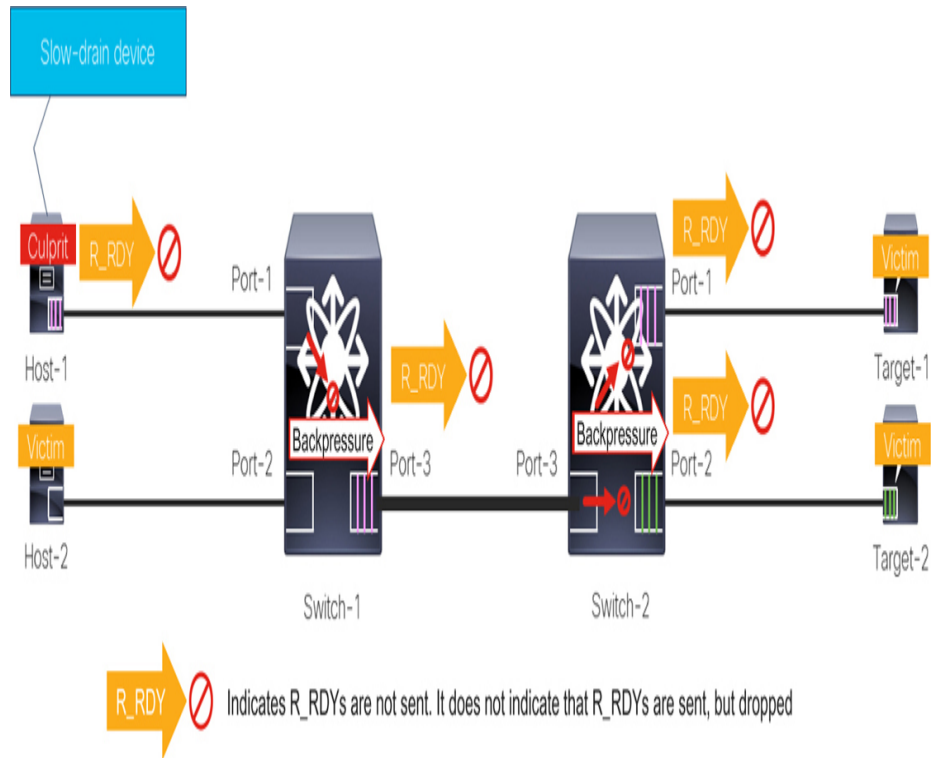 Slow-drain device
Culprit
R_RDY
R_RDY
Victim
Port-1
Port-1
Host-1
R_RDY
R_RDY
Target-1
Victim
Backpressure
Backpressure
Victim
Port-2
Port-3
Port-3
Port-2
Host-2
Target-2
Switch-1
Switch-2
R_RDY
Indicates R_RDYs are not sent. It does not indicate that R_RDYs are sent, but dropped